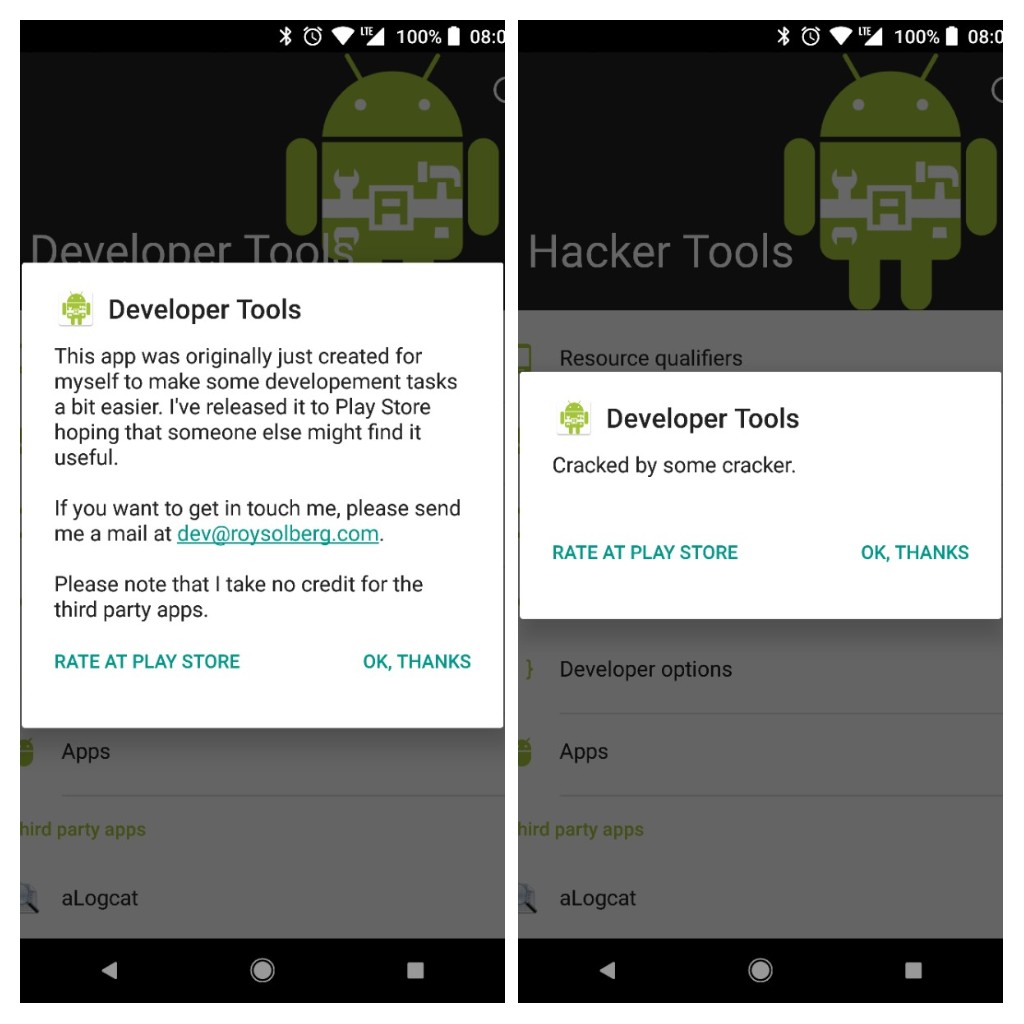 LTE 100% 08:0
Developer Tools
Developer Tools
This app was originally just created for
myself to make some developement tasks
a bit easier. I've released it to Play Store
hoping that someone else might find it
useful.
If you want to get in touch me, please send
me a mail at dev@roysolberg.com.
Please note that I take no credit for the
third party apps.
RATE AT PLAY STORE OK, THANKS
Apps
hird party apps
aLogcat
LTE 100% 08:0
Hacker Tools
Resource qualifiers
Developer Tools
Cracked by some cracker.
RATE AT PLAY STORE OK, THANKS
} Developer options
Apps
hird party apps
aLogcat